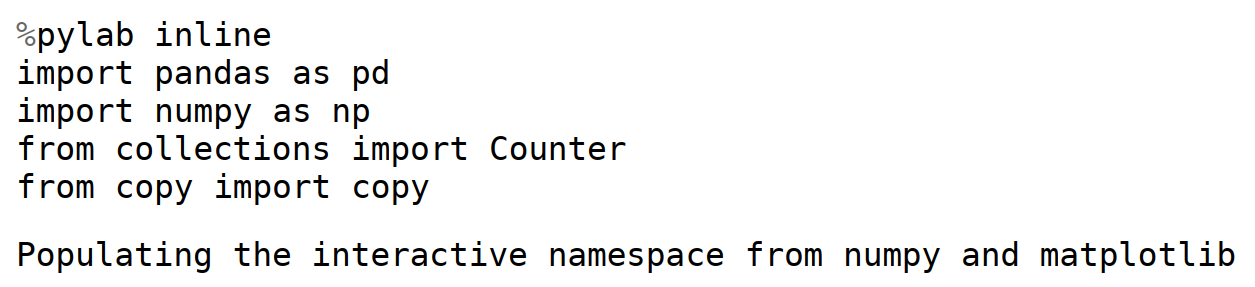 %pylab inline
import pandas as pd
import numpy as np
from collections import Counter
from copy import copy
Populating the interactive namespace from numpy and matplotlib